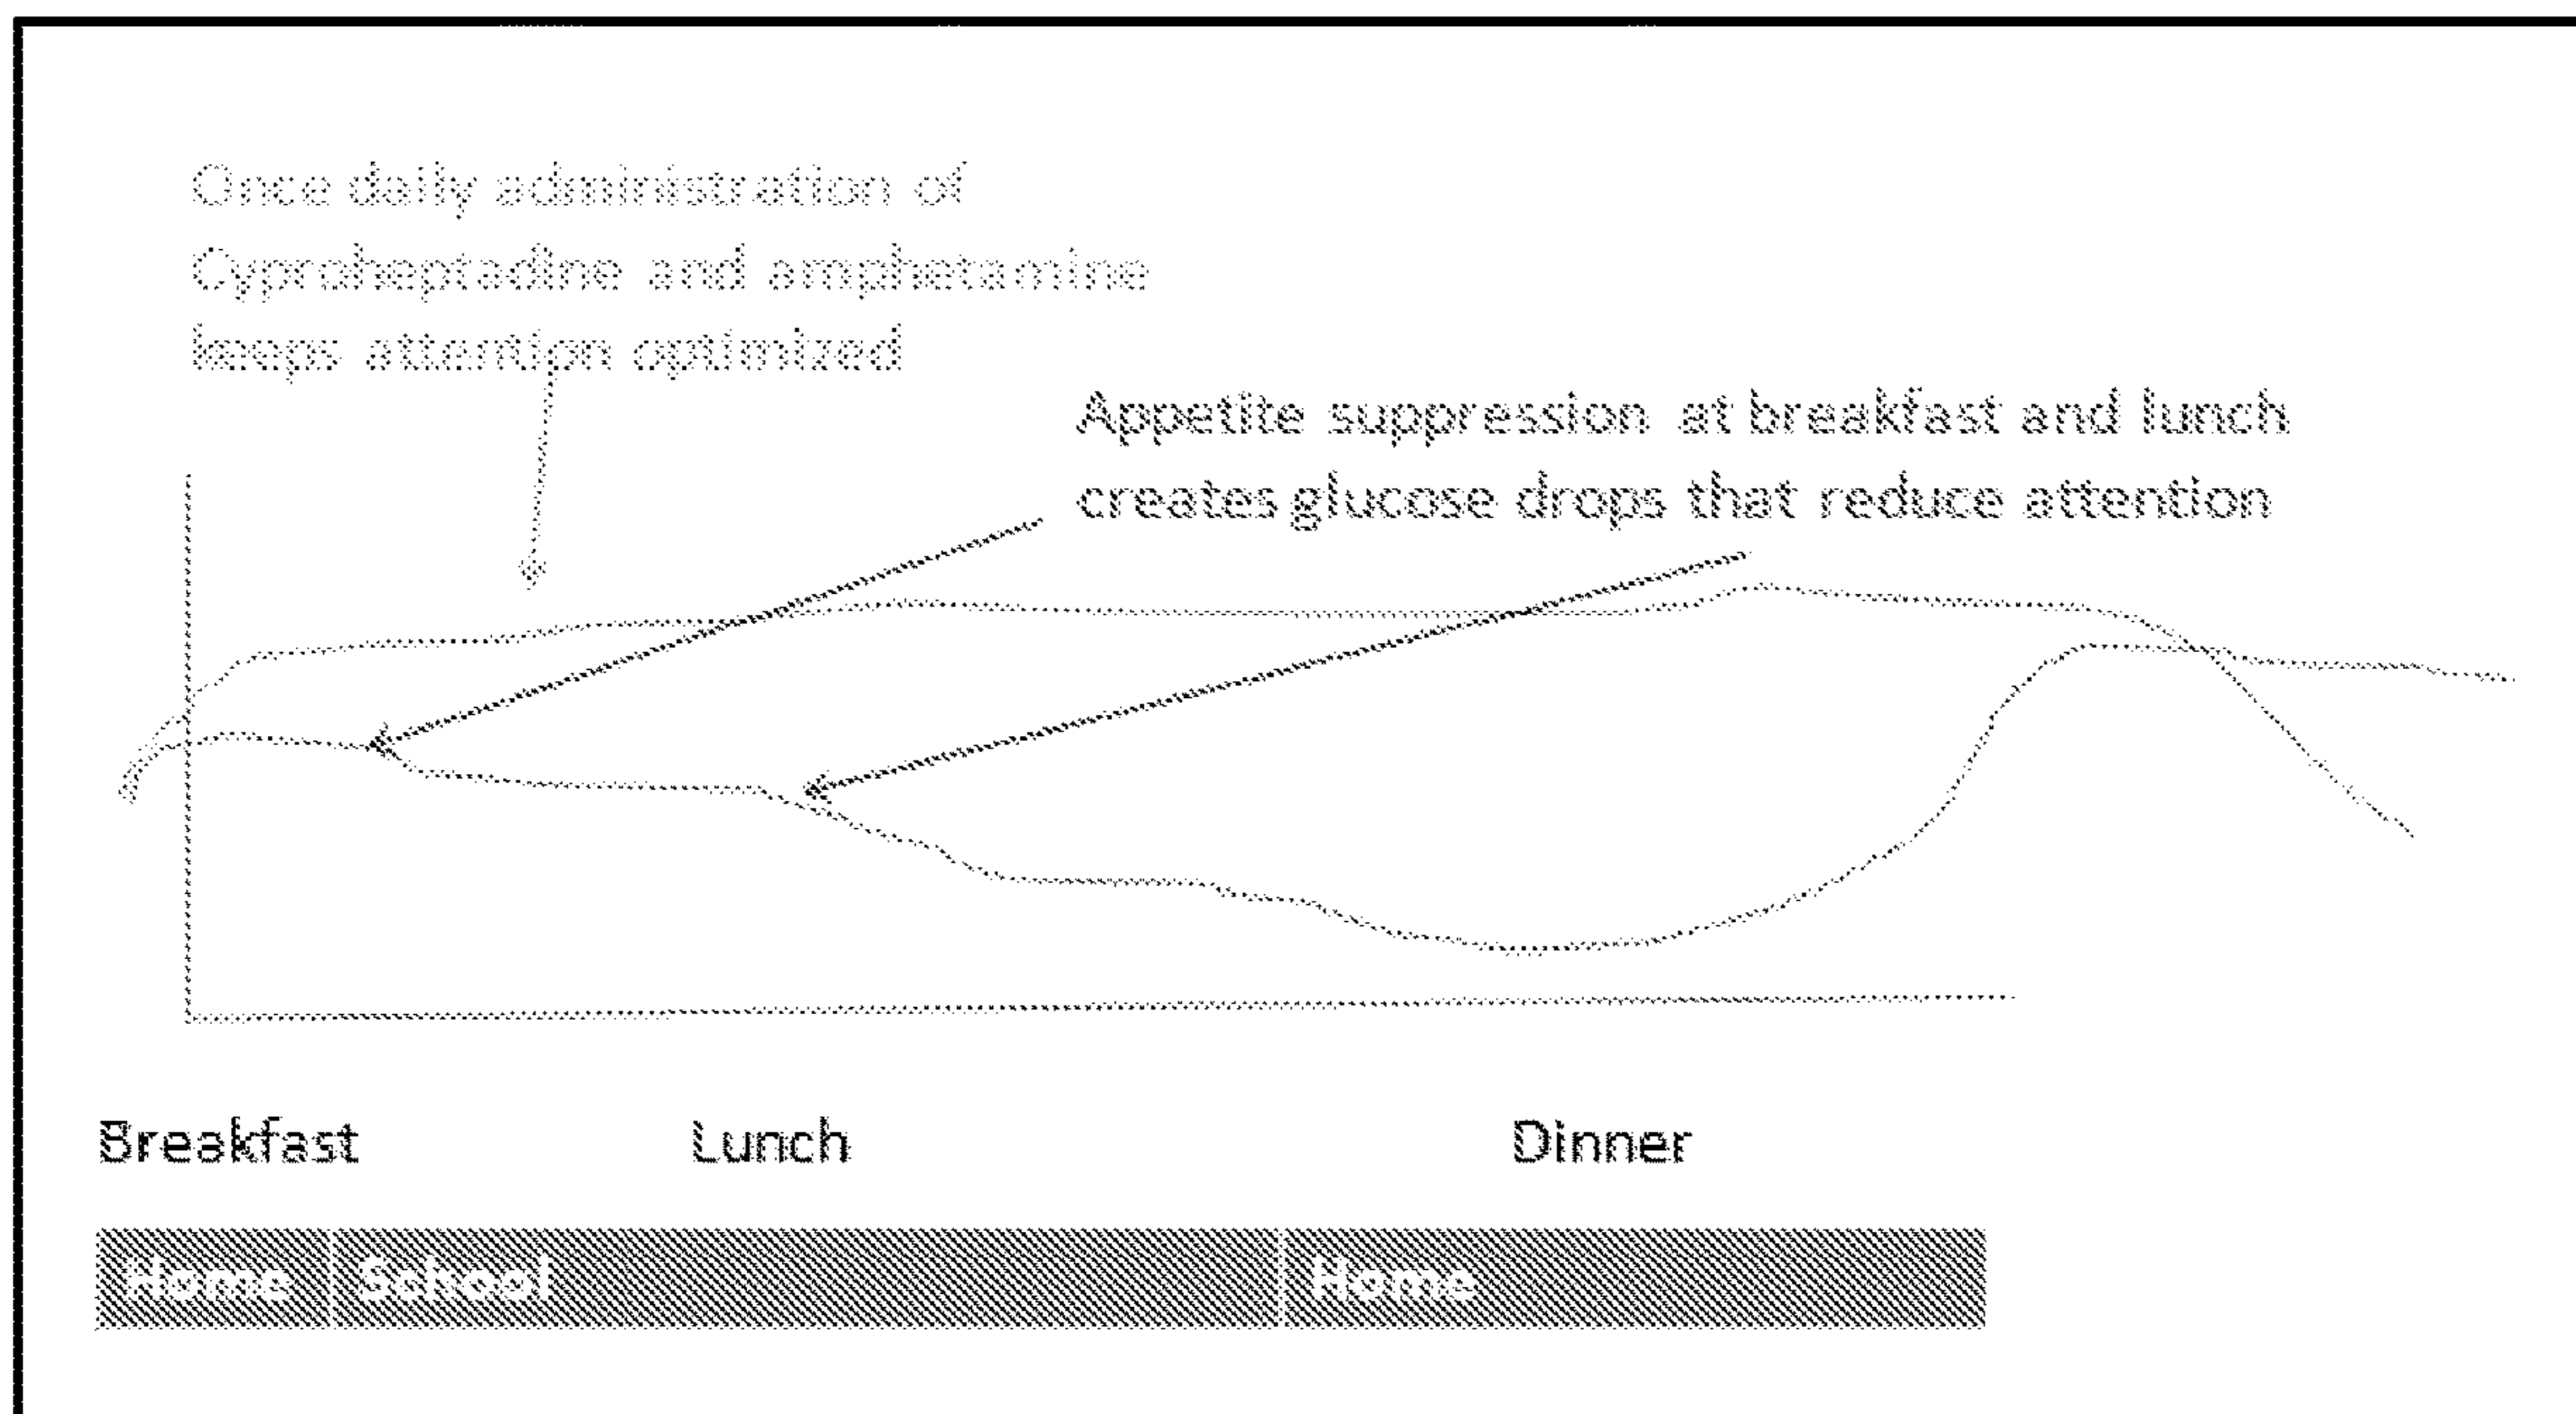 Once daily administration of
Cyproheptadine and amphetamine
keeps attention optimized
Appetite suppression at breakfast and lunch
creates glucose drops that reduce attention
Breakfast Lunch Dinner
Home School Home